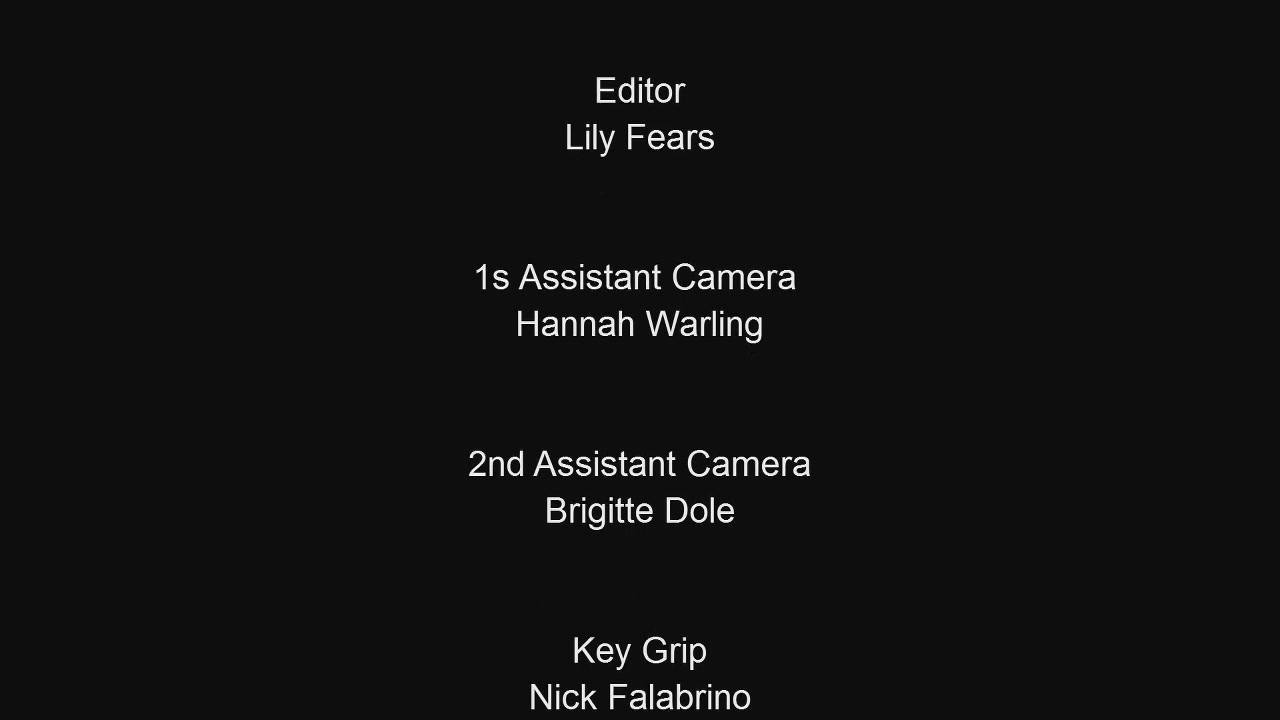 Editor
Lily Fears
1s Assistant Camera
Hannah Warling
2nd Assistant Camera
Brigitte Dole
Key Grip
Nick Falabrino